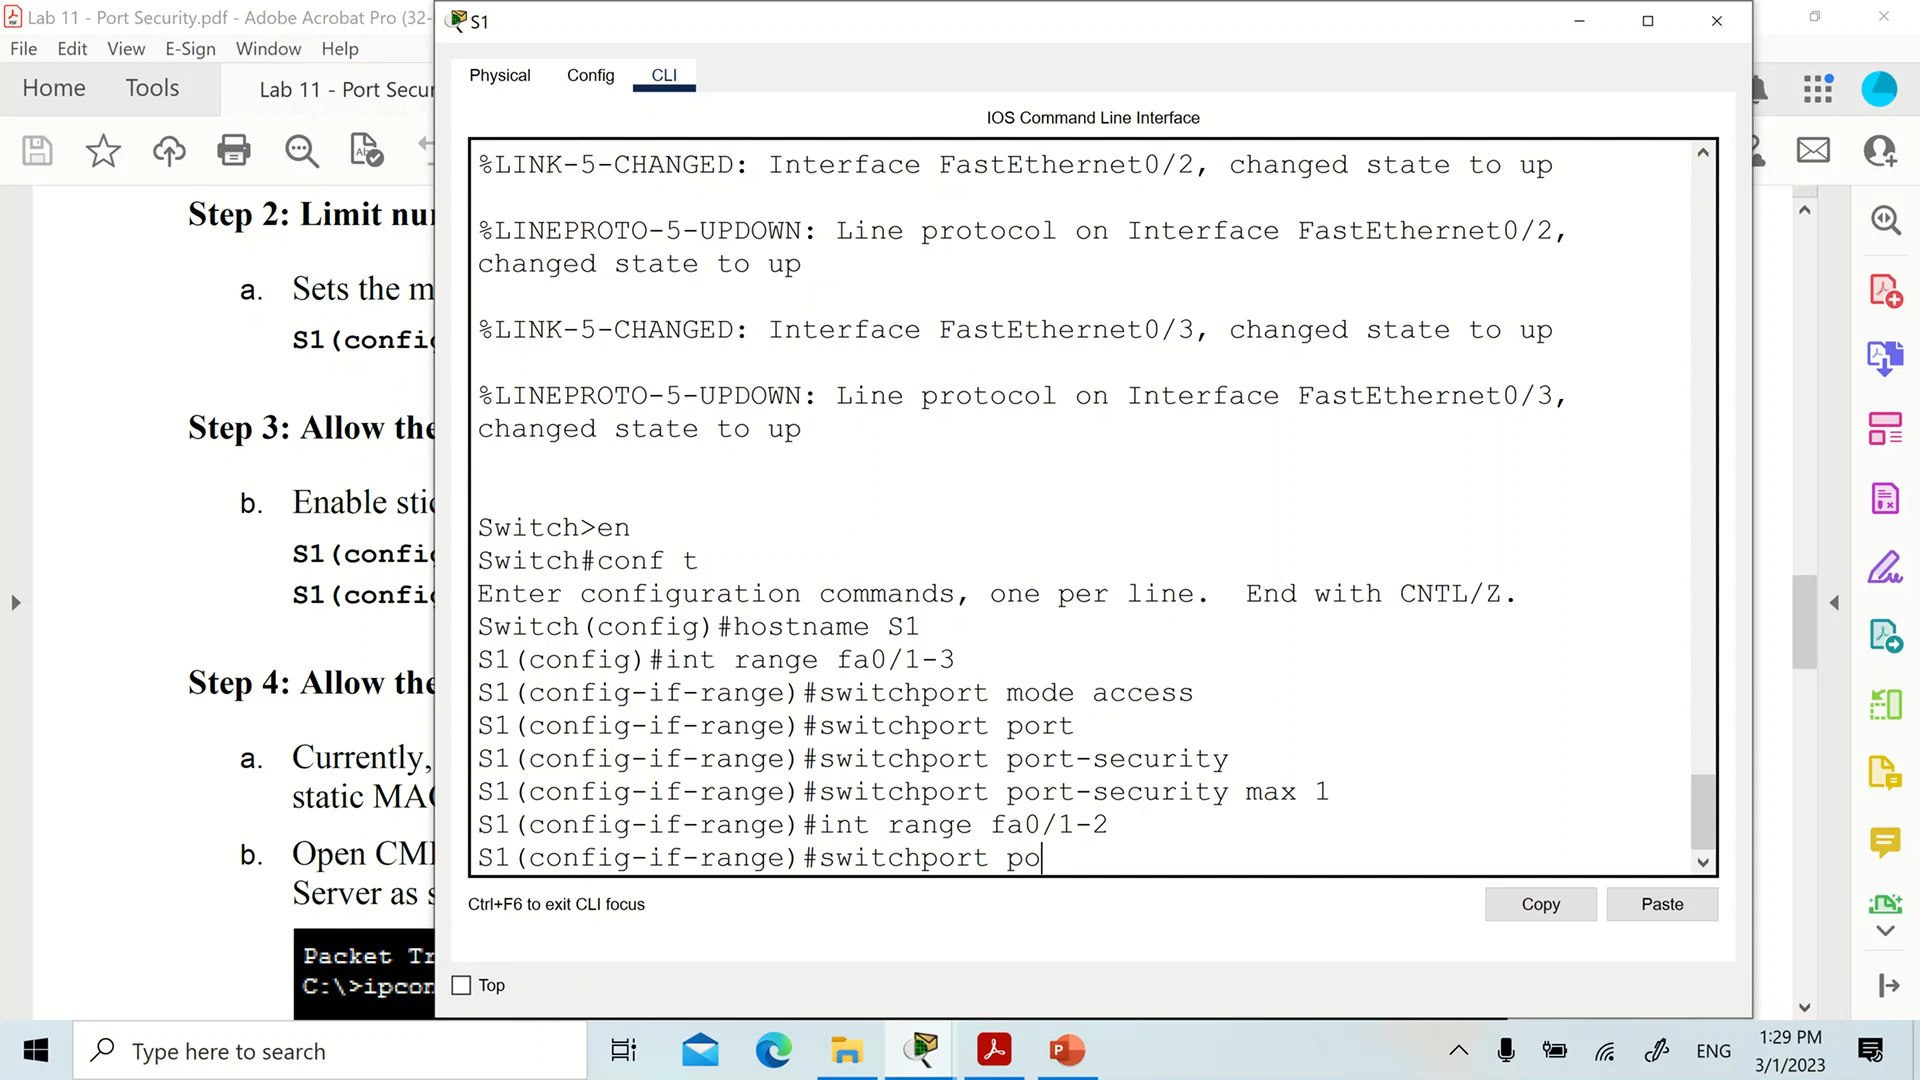 Lab 11 - Port Security.pdf - Adobe Acrobat Pro (32-
File Edit View E-Sign Window Help
Home Tools Lab 11 - Port Secur
Step 2: Limit nu
a. Sets the m
S1(config
Step 3: Allow the
b. Enable stic
S1(config
S1(config
Step 4: Allow the
a. Currently,
static MAC
b. Open CM
Server as s
Packet Tr
C:\>ipcon
S1
Physical Config CLI
IOS Command Line Interface
%LINK-5-CHANGED: Interface FastEthernet0/2, changed state to up
%LINEPROTO-5-UPDOWN: Line protocol on Interface FastEthernet0/2,
changed state to up
%LINK-5-CHANGED: Interface FastEthernet0/3, changed state to up
%LINEPROTO-5-UPDOWN: Line protocol on Interface FastEthernet0/3,
changed state to up
Switch>en
Switch#conf t
Enter configuration commands, one per line.  End with CNTL/Z.
Switch(config)#hostname S1
S1(config)#int range fa0/1-3
S1(config-if-range)#switchport mode access
S1(config-if-range)#switchport port
S1(config-if-range)#switchport port-security
S1(config-if-range)#switchport port-security max 1
S1(config-if-range)#int range fa0/1-2
S1(config-if-range)#switchport po
Ctrl+F6 to exit CLI focus
Copy Paste
Top
Type here to search
ENG
1:29 PM
3/1/2023